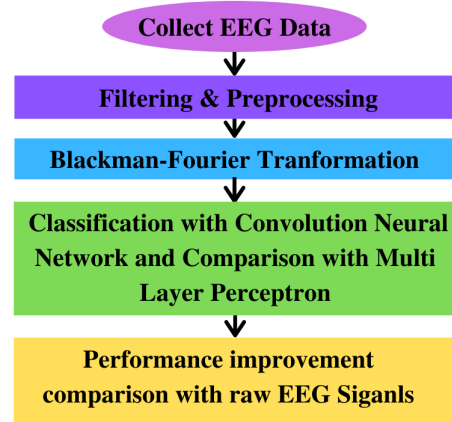 Collect EEG Data
Filtering & Preprocessing
Blackman-Fourier Tranformation
Classification with Convolution Neural
Network and Comparison with Multi
Layer Perceptron
Performance improvement
comparison with raw EEG Siganls